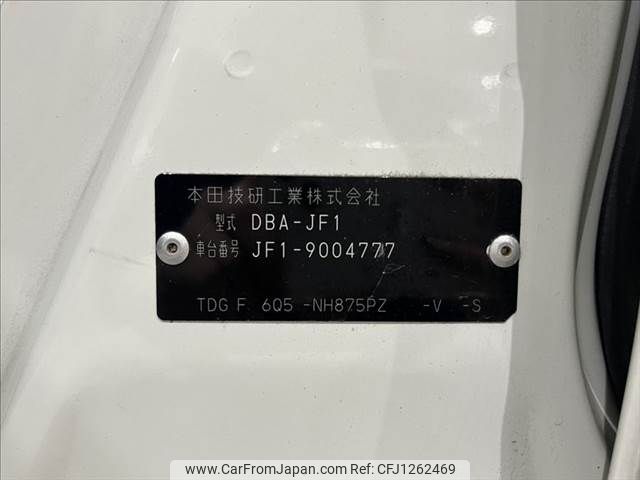 本田技研工業株式会社
型式 DBA-JF1
車台番号 JF1-9004777
TDG F 6Q5 -NH875PZ -V -S
www.CarFromJapan.com - CFJ1262469